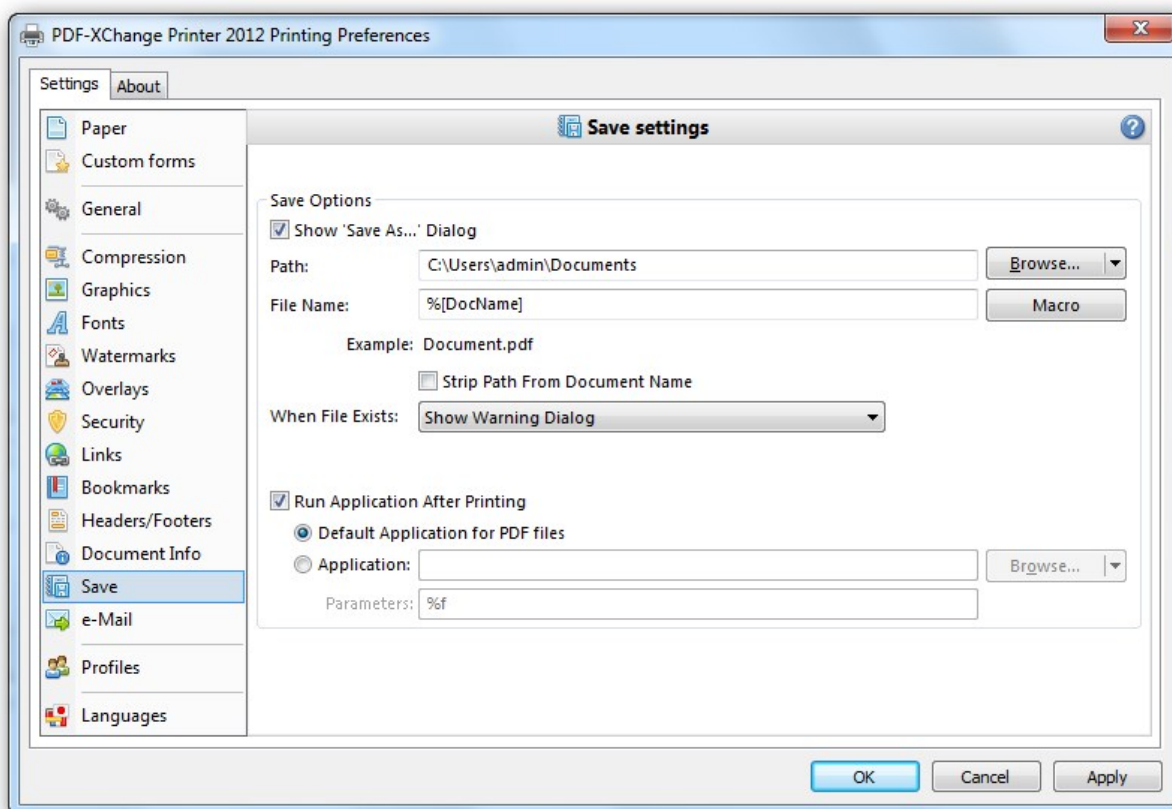 PDF-XChange Printer 2012 Printing Preferences
Settings
About
Paper
Custom forms
General
Compression
Graphics
Fonts
Watermarks
Overlays
Security
Links
Bookmarks
Headers/Footers
Document Info
Save
e-Mail
Profiles
Languages
Save settings
Save Options
Show 'Save As...' Dialog
Path: C:\Users\admin\Documents Browse...
File Name: %[DocName] Macro
Example: Document.pdf
Strip Path From Document Name
When File Exists: Show Warning Dialog
Run Application After Printing
Default Application for PDF files
Application: Browse...
Parameters: %f
OK Cancel Apply